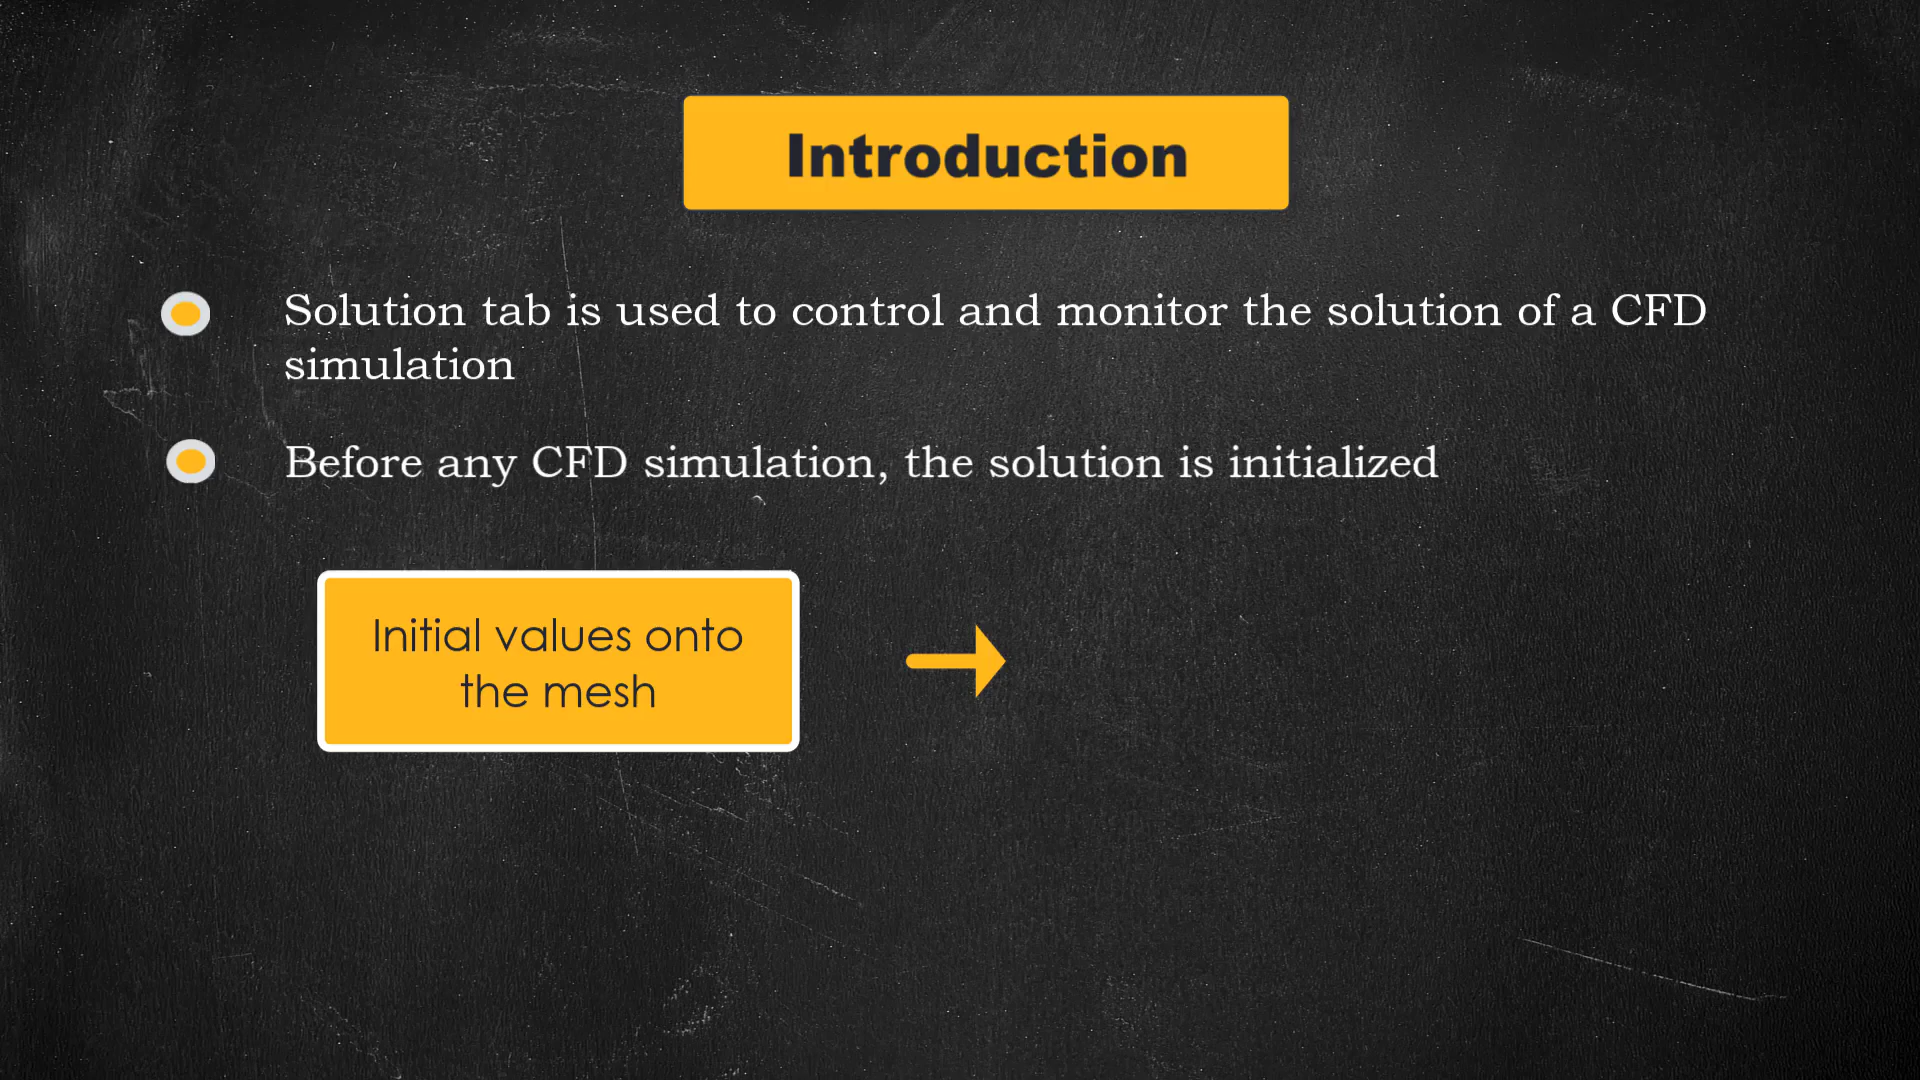 Introduction
Solution tab is used to control and monitor the solution of a CFD
simulation
Before any CFD simulation, the solution is initialized
Initial values onto
the mesh